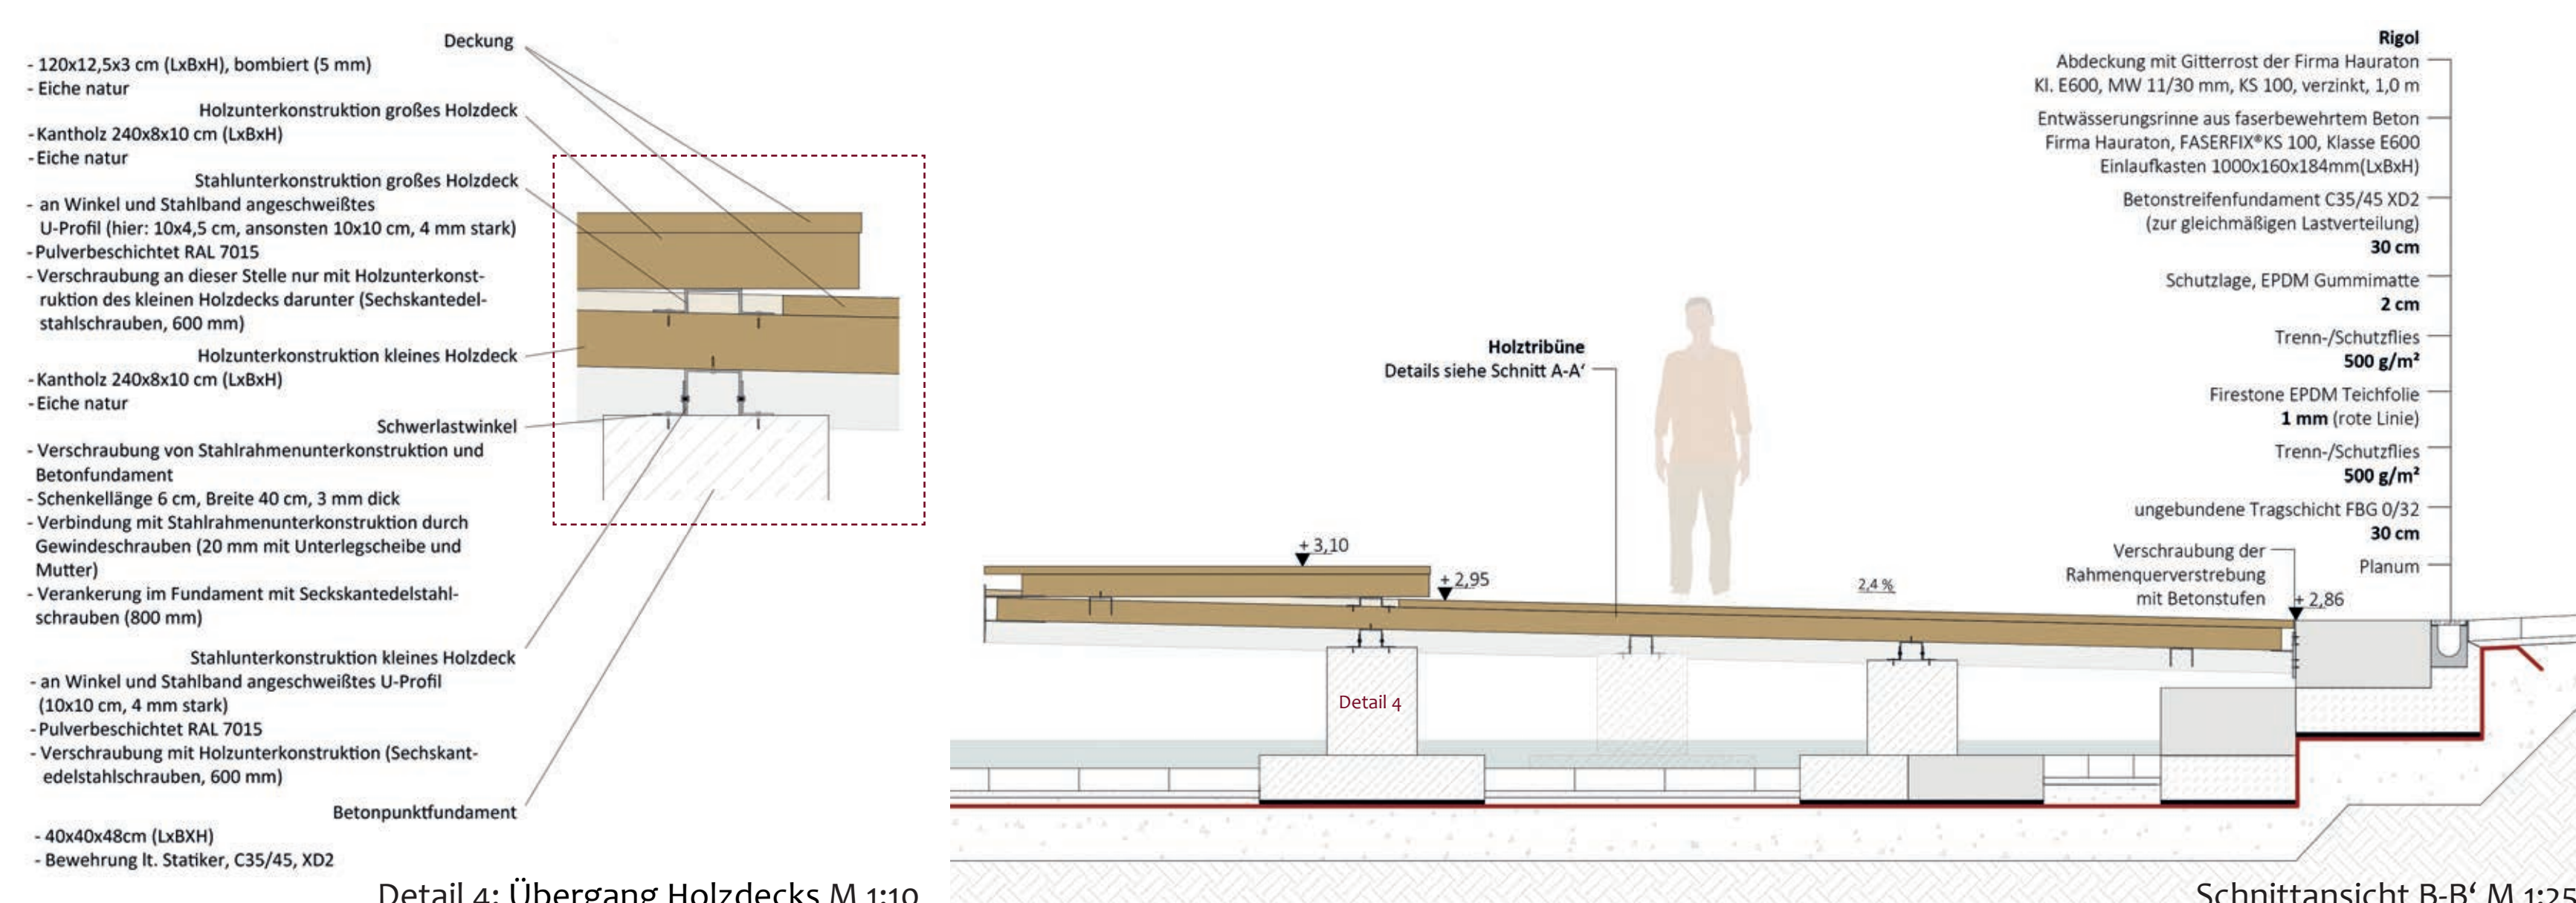 Deckung
- 120x12,5x3 cm (LxBxH), bombiert (5 mm)
- Eiche natur
Holzunterkonstruktion großes Holzdeck
- Kantholz 240x8x10 cm (LxBxH)
- Eiche natur
Stahlunterkonstruktion großes Holzdeck
- an Winkel und Stahlband angeschweißtes
U-Profil (hier: 10x4,5 cm, ansonsten 10x10 cm, 4 mm stark)
- Pulverbeschichtet RAL 7015
- Verschraubung an dieser Stelle nur mit Holzunterkonst-
ruktion des kleinen Holzdecks darunter (Sechskantedel-
stahlschrauben, 600 mm)
Holzunterkonstruktion kleines Holzdeck
- Kantholz 240x8x10 cm (LxBxH)
- Eiche natur
Schwerlastwinkel
- Verschraubung von Stahlrahmenunterkonstruktion und
Betonfundament
- Schenkellänge 6 cm, Breite 40 cm, 3 mm dick
- Verbindung mit Stahlrahmenunterkonstruktion durch
Gewindeschrauben (20 mm mit Unterlegscheibe und
Mutter)
- Verankerung im Fundament mit Seckskantedelstahl-
schrauben (800 mm)
Stahlunterkonstruktion kleines Holzdeck
- an Winkel und Stahlband angeschweißtes U-Profil
(10x10 cm, 4 mm stark)
- Pulverbeschichtet RAL 7015
- Verschraubung mit Holzunterkonstruktion (Sechskant-
edelstahlschrauben, 600 mm)
Betonpunktfundament
- 40x40x48cm (LxBXH)
- Bewehrung lt. Statiker, C35/45, XD2
Detail 4: Übergang Holzdecks M 1:10
Holztribüne
Details siehe Schnitt A-A‘
+ 3,10
+ 2,95
2,4 %
+ 2,86
Detail 4
Rigol
Abdeckung mit Gitterrost der Firma Hauraton
Kl. E600, MW 11/30 mm, KS 100, verzinkt, 1,0 m
Entwässerungsrinne aus faserbewehrtem Beton
Firma Hauraton, FASERFIX®KS 100, Klasse E600
Einlaufkasten 1000x160x184mm(LxBxH)
Betonstreifenfundament C35/45 XD2
(zur gleichmäßigen Lastverteilung)
30 cm
Schutzlage, EPDM Gummimatte
2 cm
Trenn-/Schutzflies
500 g/m²
Firestone EPDM Teichfolie
1 mm (rote Linie)
Trenn-/Schutzflies
500 g/m²
ungebundene Tragschicht FBG 0/32
30 cm
Planum
Verschraubung der
Rahmenquerverstrebung
mit Betonstufen
Schnittansicht B-B‘ M 1:25